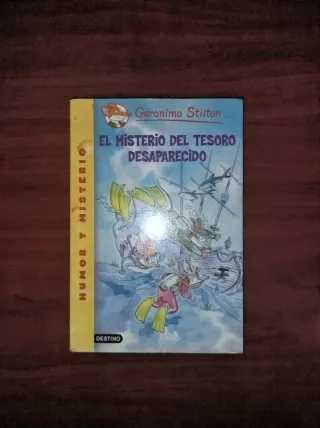 Geronimo Stilton
EL MISTERIO DEL TESORO
DESAPARECIDO
HUMOR Y MISTERIO
DESTINO